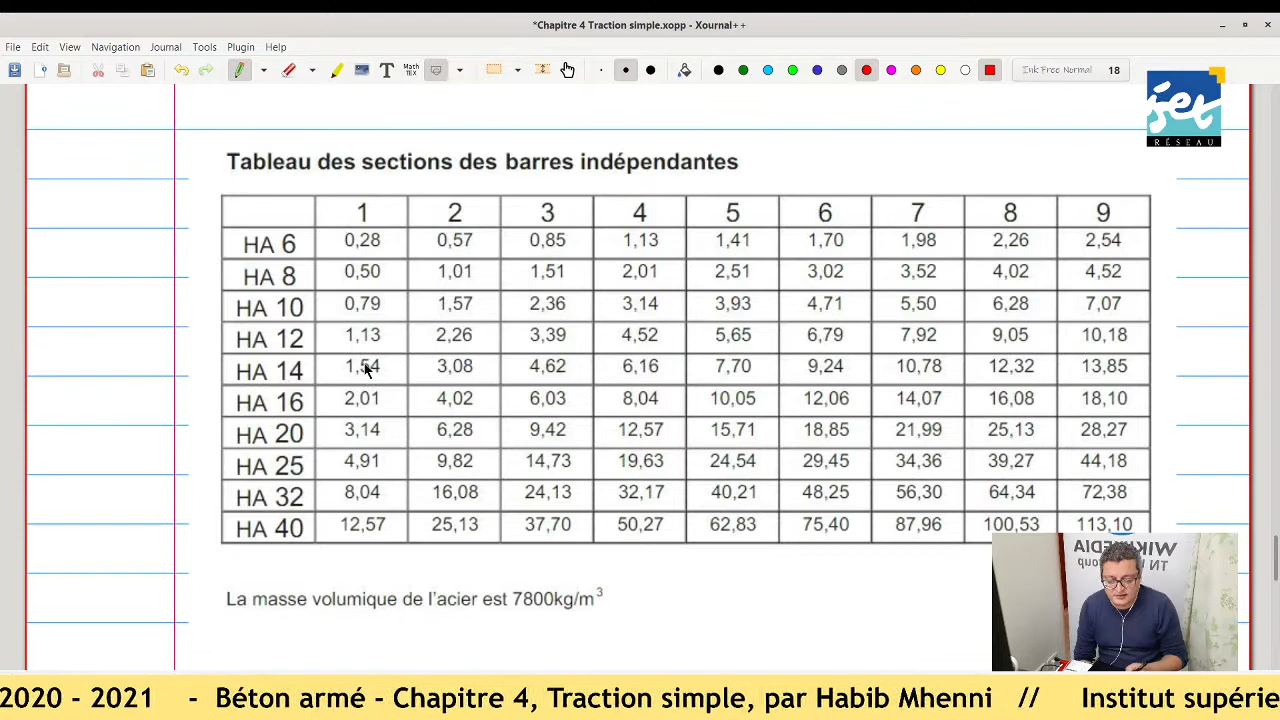 *Chapitre 4 Traction simple.xopp - Xournal++
File Edit View Navigation Journal Tools Plugin Help
T Math TEX Ink Free Normal 18
iset
RÉSEAU
Tableau des sections des barres indépendantes
1 2 3 4 5 6 7 8 9
HA 6 0,28 0,57 0,85 1,13 1,41 1,70 1,98 2,26 2,54
HA 8 0,50 1,01 1,51 2,01 2,51 3,02 3,52 4,02 4,52
HA 10 0,79 1,57 2,36 3,14 3,93 4,71 5,50 6,28 7,07
HA 12 1,13 2,26 3,39 4,52 5,65 6,79 7,92 9,05 10,18
HA 14 1,54 3,08 4,62 6,16 7,70 9,24 10,78 12,32 13,85
HA 16 2,01 4,02 6,03 8,04 10,05 12,06 14,07 16,08 18,10
HA 20 3,14 6,28 9,42 12,57 15,71 18,85 21,99 25,13 28,27
HA 25 4,91 9,82 14,73 19,63 24,54 29,45 34,36 39,27 44,18
HA 32 8,04 16,08 24,13 32,17 40,21 48,25 56,30 64,34 72,38
HA 40 12,57 25,13 37,70 50,27 62,83 75,40 87,96 100,53 113,10
WIKIMEDIA
TN U Group
La masse volumique de l'acier est 7800kg/m3
2020 - 2021 - Béton armé - Chapitre 4, Traction simple, par Habib Mhenni // Institut supérie